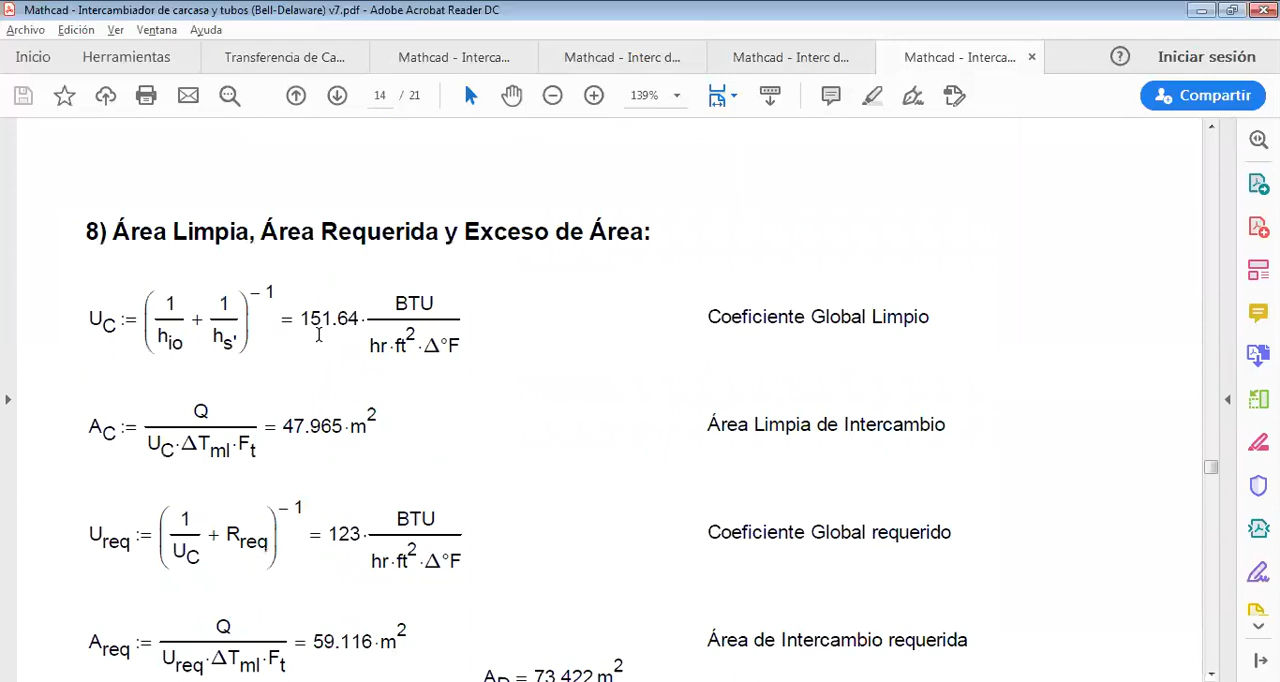 Mathcad - Intercambiador de carcasa y tubos (Bell-Delaware) v7.pdf - Adobe Acrobat Reader DC
Archivo Edición Ver Ventana Ayuda
Inicio Herramientas Transferencia de Ca... Mathcad - Interca... Mathcad - Interc d... Mathcad - Interc d... Mathcad - Interca... × Iniciar sesión
14 / 21 139% Compartir
8) Área Limpia, Área Requerida y Exceso de Área:
U_C := (1/h_io + 1/h_s')^-1 = 151.64 · BTU/(hr·ft^2·Δ°F) Coeficiente Global Limpio
A_C := Q/(U_C·ΔT_ml·F_t) = 47.965·m^2 Área Limpia de Intercambio
U_req := (1/U_C + R_req)^-1 = 123 · BTU/(hr·ft^2·Δ°F) Coeficiente Global requerido
A_req := Q/(U_req·ΔT_ml·F_t) = 59.116·m^2 Área de Intercambio requerida
= 73.422 m^2